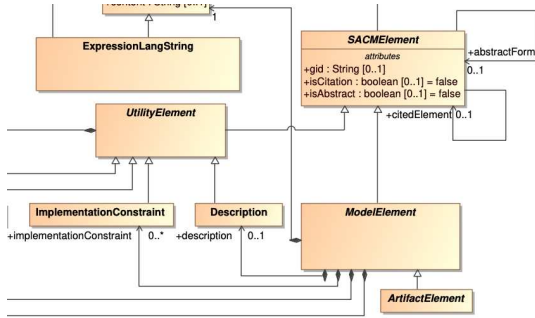 1
ExpressionLangString
SACMElement
attributes
+gid : String [0..1]
+isCitation : boolean [0..1] = false
+isAbstract : boolean [0..1] = false
+abstractForm
0..1
+citedElement 0..1
UtilityElement
ImplementationConstraint
Description
ModelElement
+implementationConstraint 0..*
+description 0..1
ArtifactElement